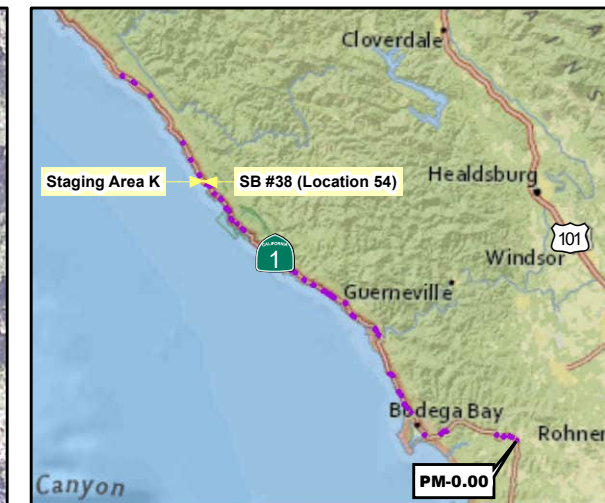 Cloverdale
Staging Area K
SB #38 (Location 54)
Healdsburg
101
CALIFORNIA
1
Windsor
Guerneville
Bodega Bay
Rohner
PM-0.00
Canyon